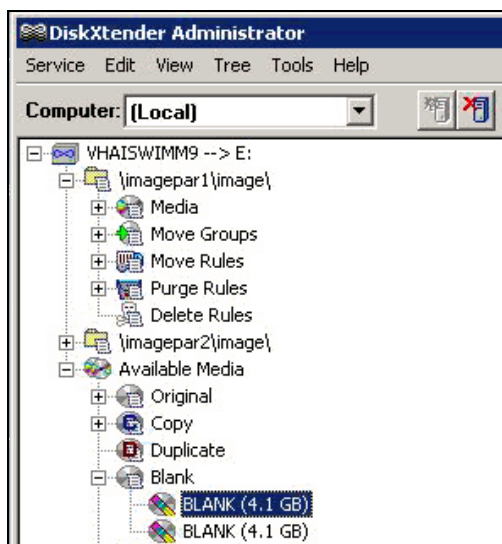 DiskXtender Administrator
Service Edit View Tree Tools Help
Computer: (Local)
VHAISWIMM9 --> E:
\imagepar1\image\
Media
Move Groups
Move Rules
Purge Rules
Delete Rules
\imagepar2\image\
Available Media
Original
Copy
Duplicate
Blank
BLANK (4.1 GB)
BLANK (4.1 GB)